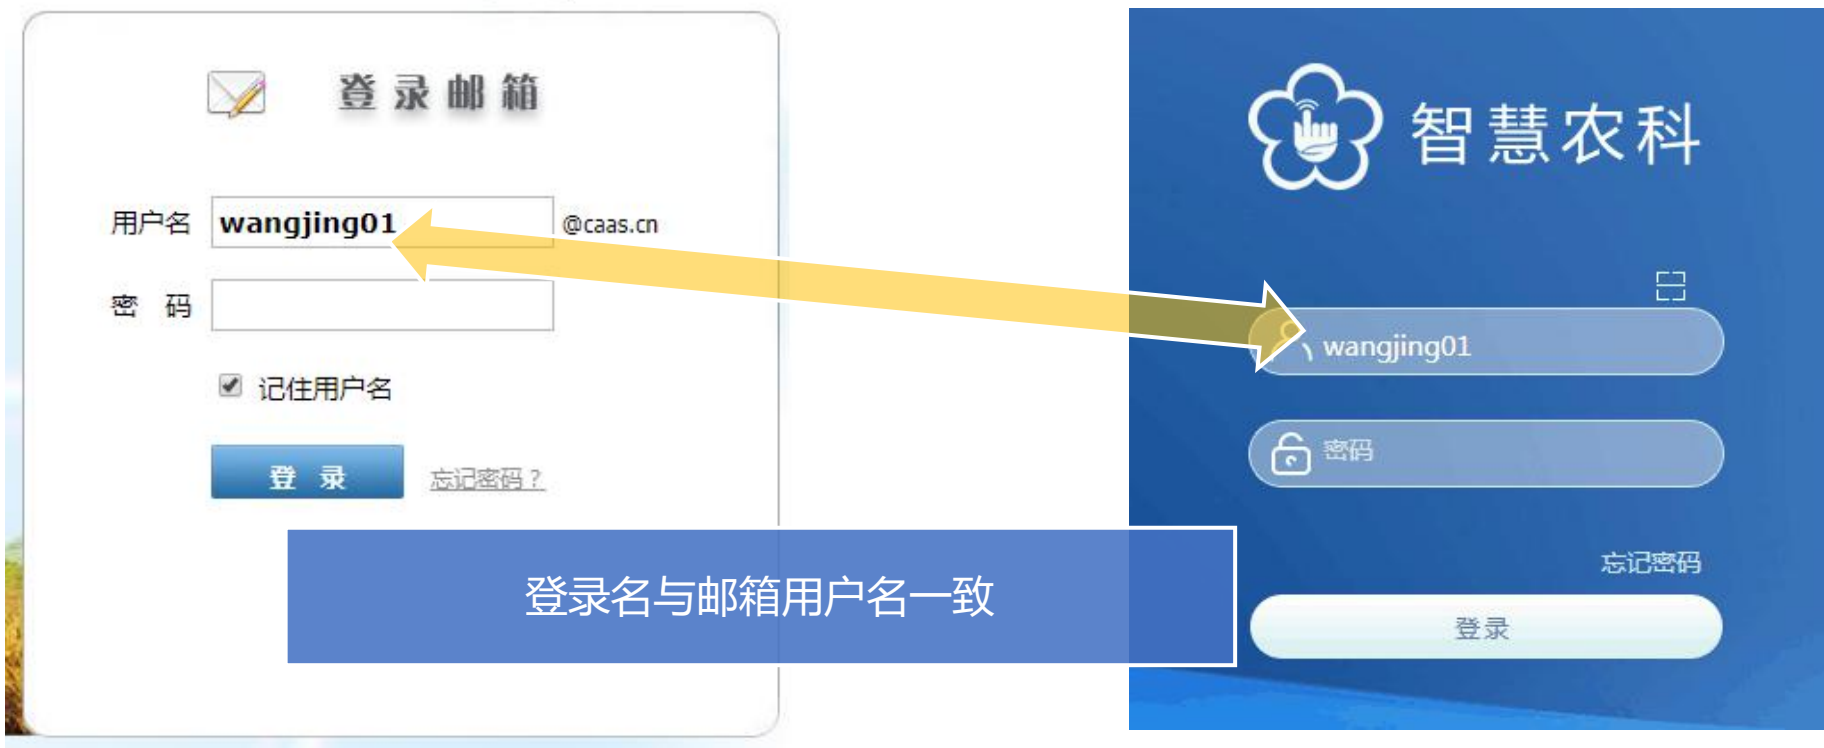 登录邮箱
用户名 wangjing01 @caas.cn
密 码
记住用户名
登 录 忘记密码？
登录名与邮箱用户名一致
智慧农科
wangjing01
密码
忘记密码
登录